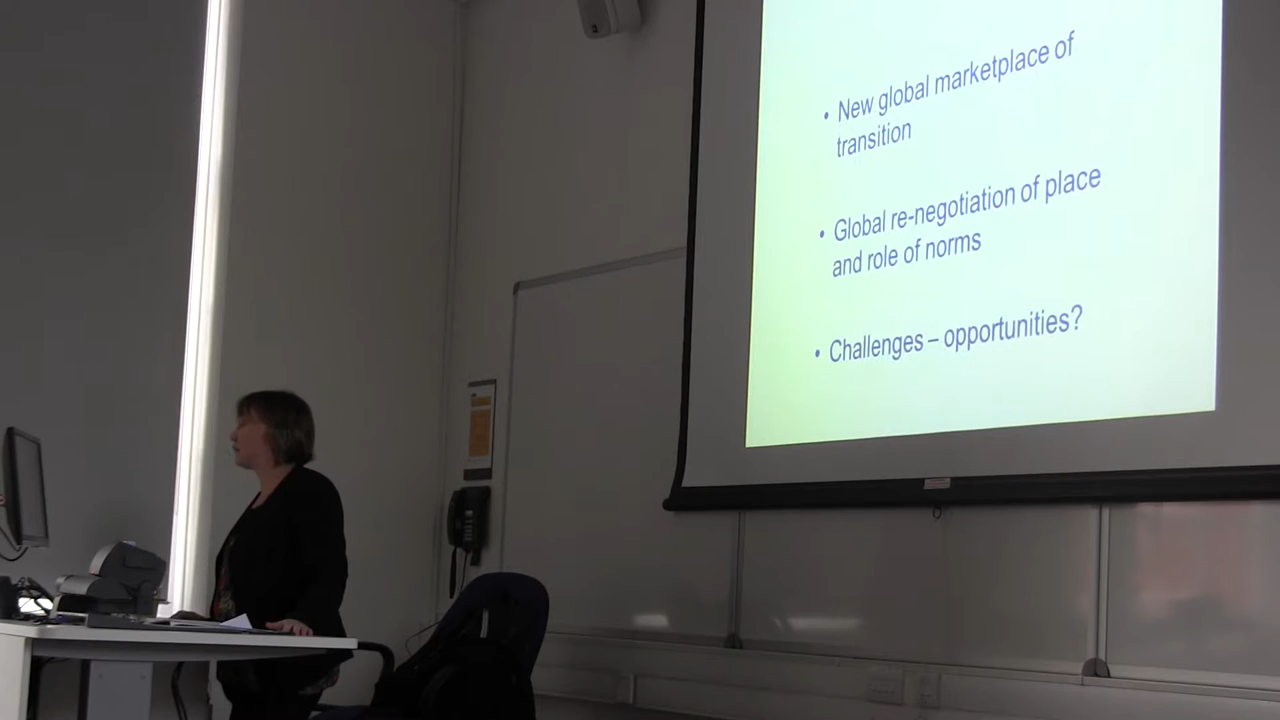 • New global marketplace of
transition
• Global re-negotiation of place
and role of norms
• Challenges – opportunities?